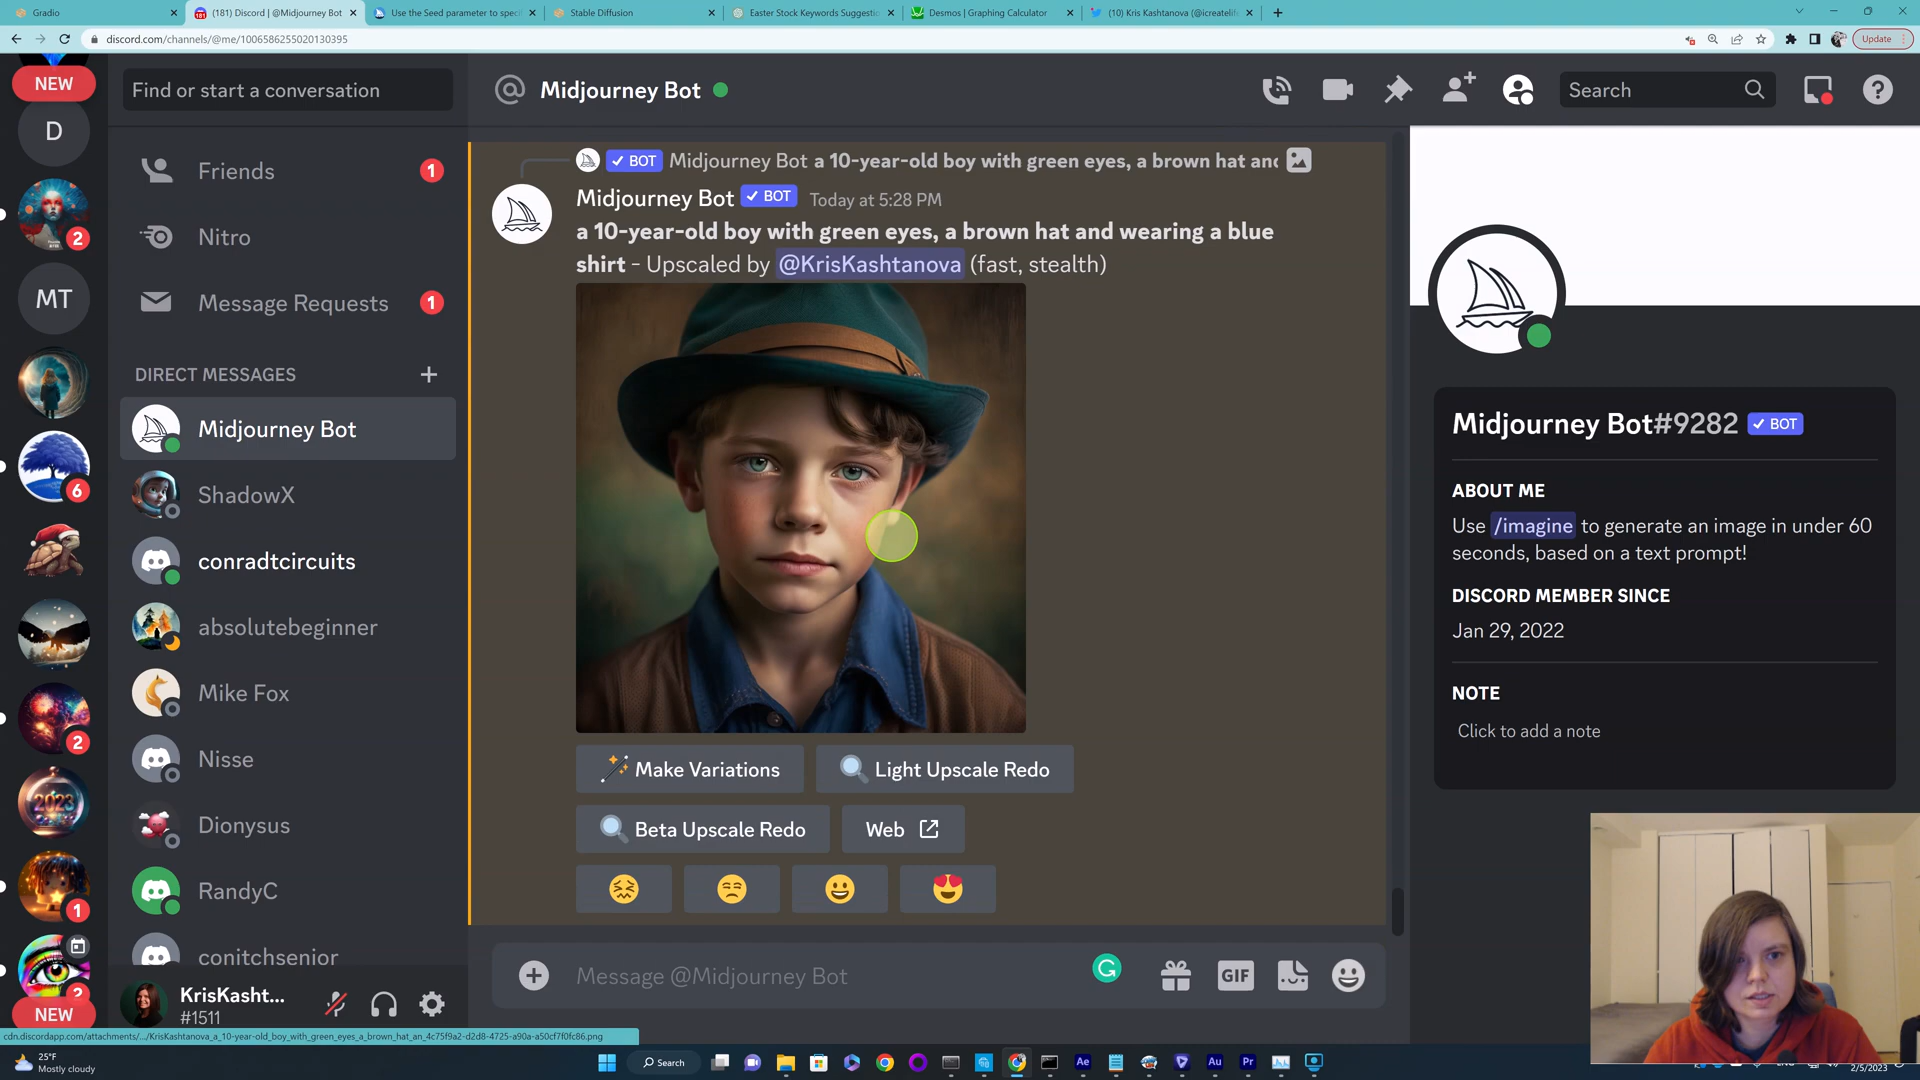 Gradio
(181) Discord | @Midjourney Bot
Use the Seed parameter to speci
Stable Diffusion
Easter Stock Keywords Suggestio
Desmos | Graphing Calculator
(10) Kris Kashtanova (@icreatelif
discord.com/channels/@me/1006586255020130395
Update
NEW
D
2
MT
6
2
2023
1
2
NEW
Find or start a conversation
Friends
1
Nitro
Message Requests
1
DIRECT MESSAGES
Midjourney Bot
ShadowX
conradtcircuits
absolutebeginner
Mike Fox
Nisse
Dionysus
RandyC
conitchsenior
KrisKasht...
#1511
Midjourney Bot
Search
BOT Midjourney Bot a 10-year-old boy with green eyes, a brown hat and
Midjourney Bot BOT Today at 5:28 PM
a 10-year-old boy with green eyes, a brown hat and wearing a blue
shirt - Upscaled by @KrisKashtanova (fast, stealth)
Make Variations
Light Upscale Redo
Beta Upscale Redo
Web
Message @Midjourney Bot
GIF
Midjourney Bot#9282 BOT
ABOUT ME
Use /imagine to generate an image in under 60
seconds, based on a text prompt!
DISCORD MEMBER SINCE
Jan 29, 2022
NOTE
Click to add a note
cdn.discordapp.com/attachments/.../KrisKashtanova_a_10-year-old_boy_with_green_eyes_a_brown_hat_an_4c75f9a2-d2d8-4725-a90a-a50cf7f0fc86.png
25°F
Mostly cloudy
Search
Ae
Au
Pr
2/5/2023